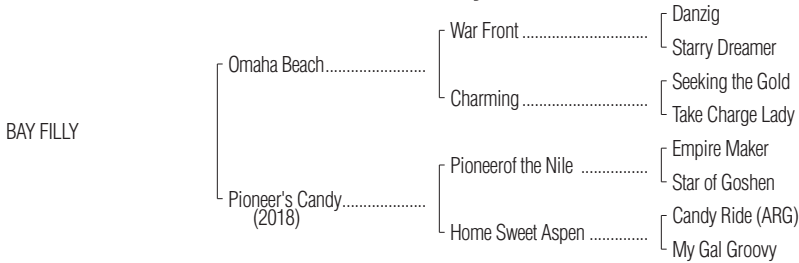 Danzig
War Front ..............................
Starry Dreamer
Omaha Beach........................
Seeking the Gold
Charming ..............................
Take Charge Lady
BAY FILLY
Empire Maker
Pioneerof the Nile ................
Star of Goshen
Pioneer's Candy....................
(2018)
Candy Ride (ARG)
Home Sweet Aspen ..............
My Gal Groovy